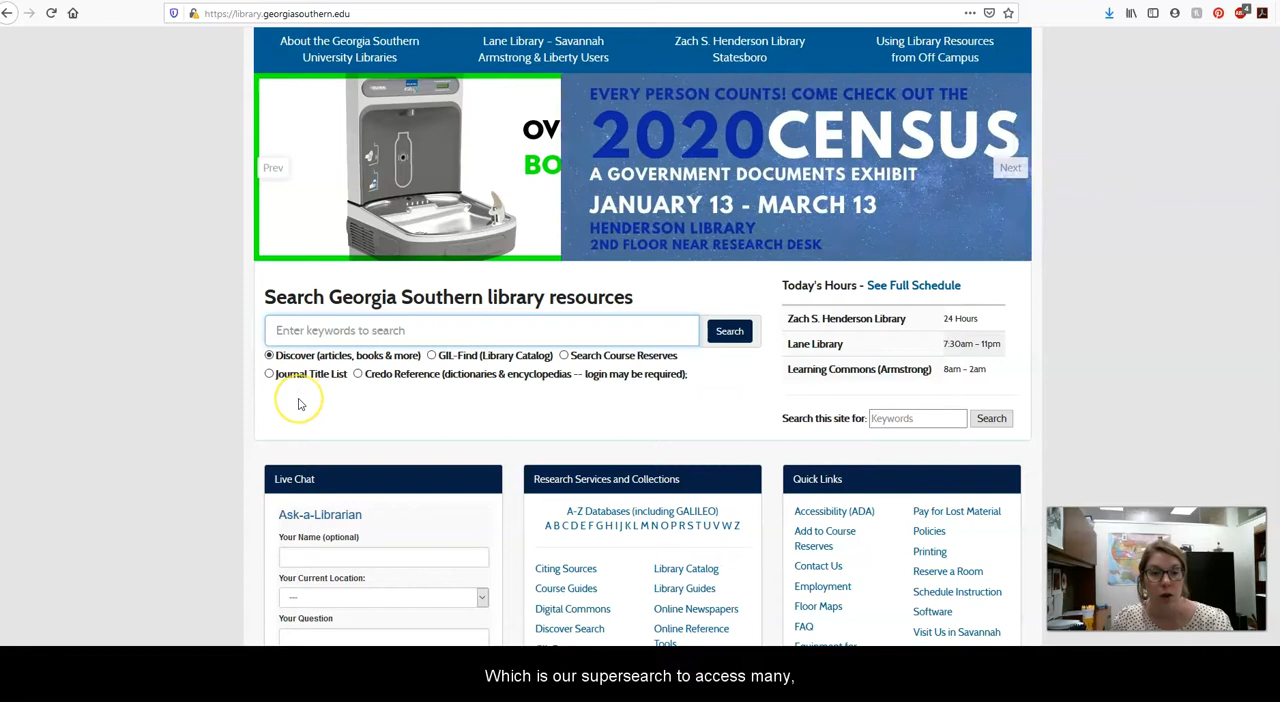 https://library.georgiasouthern.edu
4
About the Georgia Southern
University Libraries
Lane Library – Savannah
Armstrong & Liberty Users
Zach S. Henderson Library
Statesboro
Using Library Resources
from Off Campus
OV
BO
Prev
EVERY PERSON COUNTS! COME CHECK OUT THE
2020CENSUS
A GOVERNMENT DOCUMENTS EXHIBIT
JANUARY 13 - MARCH 13
HENDERSON LIBRARY
2ND FLOOR NEAR RESEARCH DESK
Next
Search Georgia Southern library resources
Enter keywords to search
Search
Discover (articles, books & more) GIL-Find (Library Catalog) Search Course Reserves
Journal Title List Credo Reference (dictionaries & encyclopedias -- login may be required);
Today's Hours - See Full Schedule
Zach S. Henderson Library 24 Hours
Lane Library 7:30am – 11pm
Learning Commons (Armstrong) 8am – 2am
Search this site for: Keywords Search
Live Chat
Ask-a-Librarian
Your Name (optional)
Your Current Location:
---
Your Question
Research Services and Collections
A-Z Databases (including GALILEO)
A B C D E F G H I J K L M N O P R S T U V W Z
Citing Sources
Course Guides
Digital Commons
Discover Search
Library Catalog
Library Guides
Online Newspapers
Online Reference
Tools
Quick Links
Accessibility (ADA)
Add to Course
Reserves
Contact Us
Employment
Floor Maps
FAQ
Pay for Lost Material
Policies
Printing
Reserve a Room
Schedule Instruction
Software
Visit Us in Savannah
Which is our supersearch to access many,